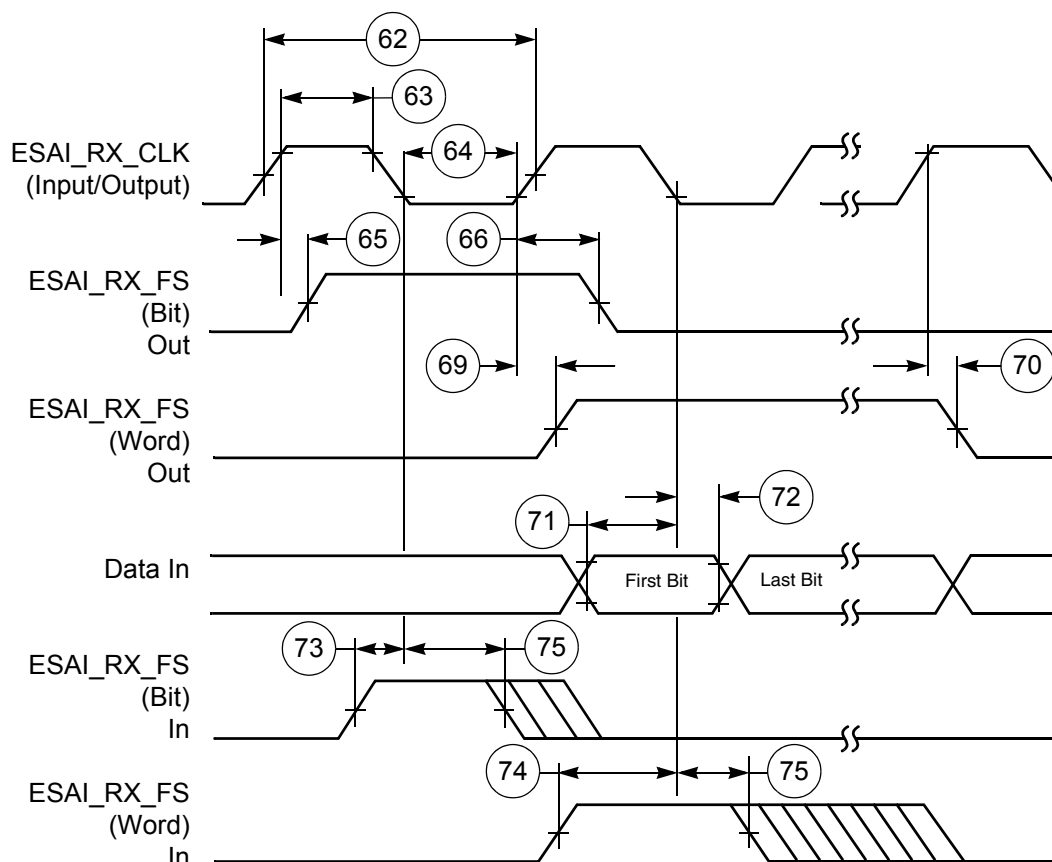 62
63
ESAI_RX_CLK
(Input/Output)
64
65
66
ESAI_RX_FS
(Bit)
Out
69
70
ESAI_RX_FS
(Word)
Out
71
72
Data In
First Bit
Last Bit
73
75
ESAI_RX_FS
(Bit)
In
74
75
ESAI_RX_FS
(Word)
In